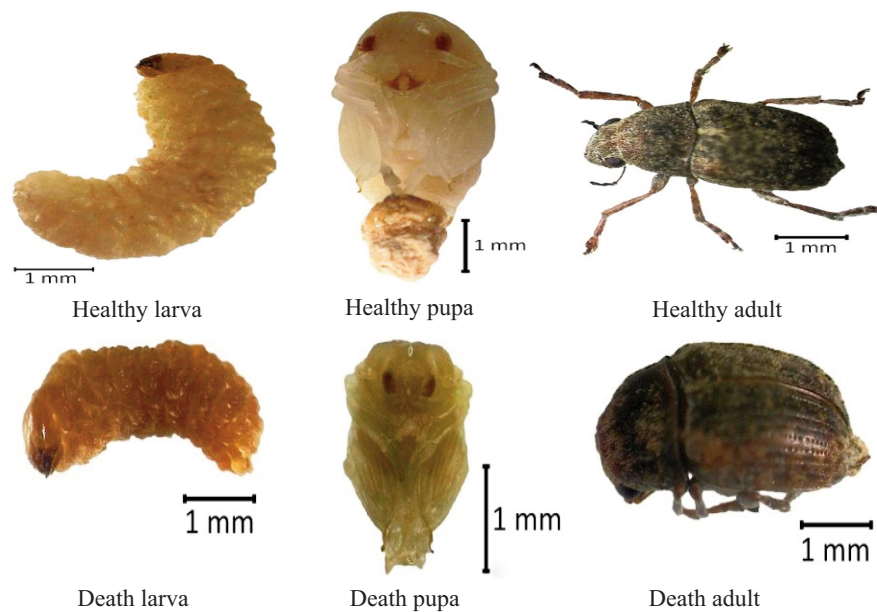 1 mm
1 mm
1 mm
Healthy larva
Healthy pupa
Healthy adult
1 mm
1 mm
1 mm
Death larva
Death pupa
Death adult